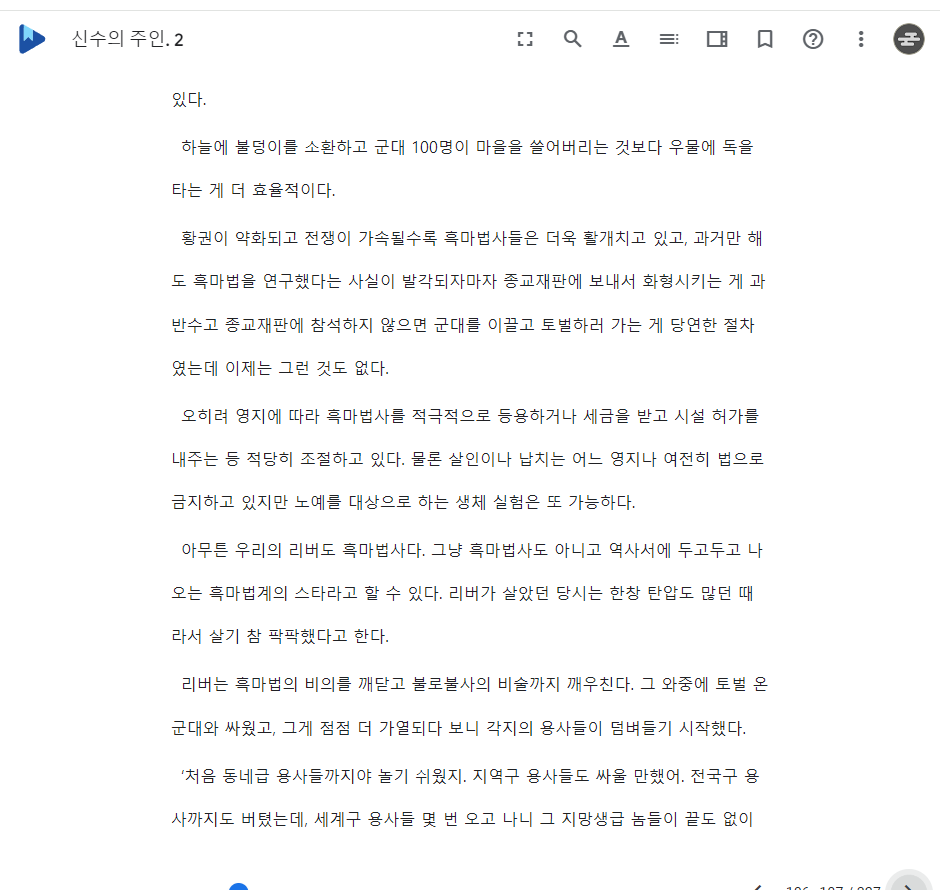 신수의 주인. 2
있다.
하늘에 불덩이를 소환하고 군대 100명이 마을을 쓸어버리는 것보다 우물에 독을
타는 게 더 효율적이다.
황권이 약화되고 전쟁이 가속될수록 흑마법사들은 더욱 활개치고 있고, 과거만 해
도 흑마법을 연구했다는 사실이 발각되자마자 종교재판에 보내서 화형시키는 게 과
반수고 종교재판에 참석하지 않으면 군대를 이끌고 토벌하러 가는 게 당연한 절차
였는데 이제는 그런 것도 없다.
오히려 영지에 따라 흑마법사를 적극적으로 등용하거나 세금을 받고 시설 허가를
내주는 등 적당히 조절하고 있다. 물론 살인이나 납치는 어느 영지나 여전히 법으로
금지하고 있지만 노예를 대상으로 하는 생체 실험은 또 가능하다.
아무튼 우리의 리버도 흑마법사다. 그냥 흑마법사도 아니고 역사서에 두고두고 나
오는 흑마법계의 스타라고 할 수 있다. 리버가 살았던 당시는 한창 탄압도 많던 때
라서 살기 참 팍팍했다고 한다.
리버는 흑마법의 비의를 깨닫고 불로불사의 비술까지 깨우친다. 그 와중에 토벌 온
군대와 싸웠고, 그게 점점 더 가열되다 보니 각지의 용사들이 덤벼들기 시작했다.
‘처음 동네급 용사들까지야 놀기 쉬웠지. 지역구 용사들도 싸울 만했어. 전국구 용
사까지도 버텼는데, 세계구 용사들 몇 번 오고 나니 그 지망생급 놈들이 끝도 없이